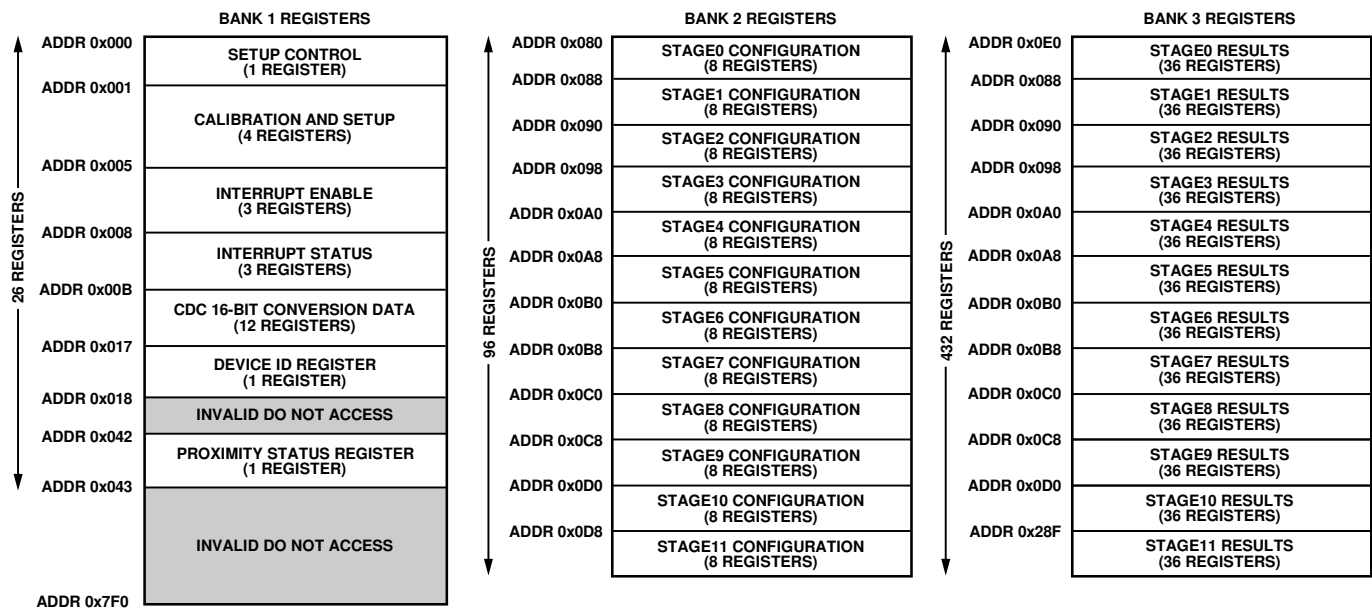 BANK 1 REGISTERS
ADDR 0x000
SETUP CONTROL
(1 REGISTER)
ADDR 0x001
CALIBRATION AND SETUP
(4 REGISTERS)
ADDR 0x005
INTERRUPT ENABLE
(3 REGISTERS)
ADDR 0x008
INTERRUPT STATUS
(3 REGISTERS)
ADDR 0x00B
CDC 16-BIT CONVERSION DATA
(12 REGISTERS)
ADDR 0x017
DEVICE ID REGISTER
(1 REGISTER)
ADDR 0x018
INVALID DO NOT ACCESS
ADDR 0x042
PROXIMITY STATUS REGISTER
(1 REGISTER)
ADDR 0x043
INVALID DO NOT ACCESS
ADDR 0x7F0
26 REGISTERS
BANK 2 REGISTERS
ADDR 0x080
STAGE0 CONFIGURATION
(8 REGISTERS)
ADDR 0x088
STAGE1 CONFIGURATION
(8 REGISTERS)
ADDR 0x090
STAGE2 CONFIGURATION
(8 REGISTERS)
ADDR 0x098
STAGE3 CONFIGURATION
(8 REGISTERS)
ADDR 0x0A0
STAGE4 CONFIGURATION
(8 REGISTERS)
ADDR 0x0A8
STAGE5 CONFIGURATION
(8 REGISTERS)
ADDR 0x0B0
STAGE6 CONFIGURATION
(8 REGISTERS)
ADDR 0x0B8
STAGE7 CONFIGURATION
(8 REGISTERS)
ADDR 0x0C0
STAGE8 CONFIGURATION
(8 REGISTERS)
ADDR 0x0C8
STAGE9 CONFIGURATION
(8 REGISTERS)
ADDR 0x0D0
STAGE10 CONFIGURATION
(8 REGISTERS)
ADDR 0x0D8
STAGE11 CONFIGURATION
(8 REGISTERS)
96 REGISTERS
BANK 3 REGISTERS
ADDR 0x0E0
STAGE0 RESULTS
(36 REGISTERS)
ADDR 0x088
STAGE1 RESULTS
(36 REGISTERS)
ADDR 0x090
STAGE2 RESULTS
(36 REGISTERS)
ADDR 0x098
STAGE3 RESULTS
(36 REGISTERS)
ADDR 0x0A0
STAGE4 RESULTS
(36 REGISTERS)
ADDR 0x0A8
STAGE5 RESULTS
(36 REGISTERS)
ADDR 0x0B0
STAGE6 RESULTS
(36 REGISTERS)
ADDR 0x0B8
STAGE7 RESULTS
(36 REGISTERS)
ADDR 0x0C0
STAGE8 RESULTS
(36 REGISTERS)
ADDR 0x0C8
STAGE9 RESULTS
(36 REGISTERS)
ADDR 0x0D0
STAGE10 RESULTS
(36 REGISTERS)
ADDR 0x28F
STAGE11 RESULTS
(36 REGISTERS)
432 REGISTERS